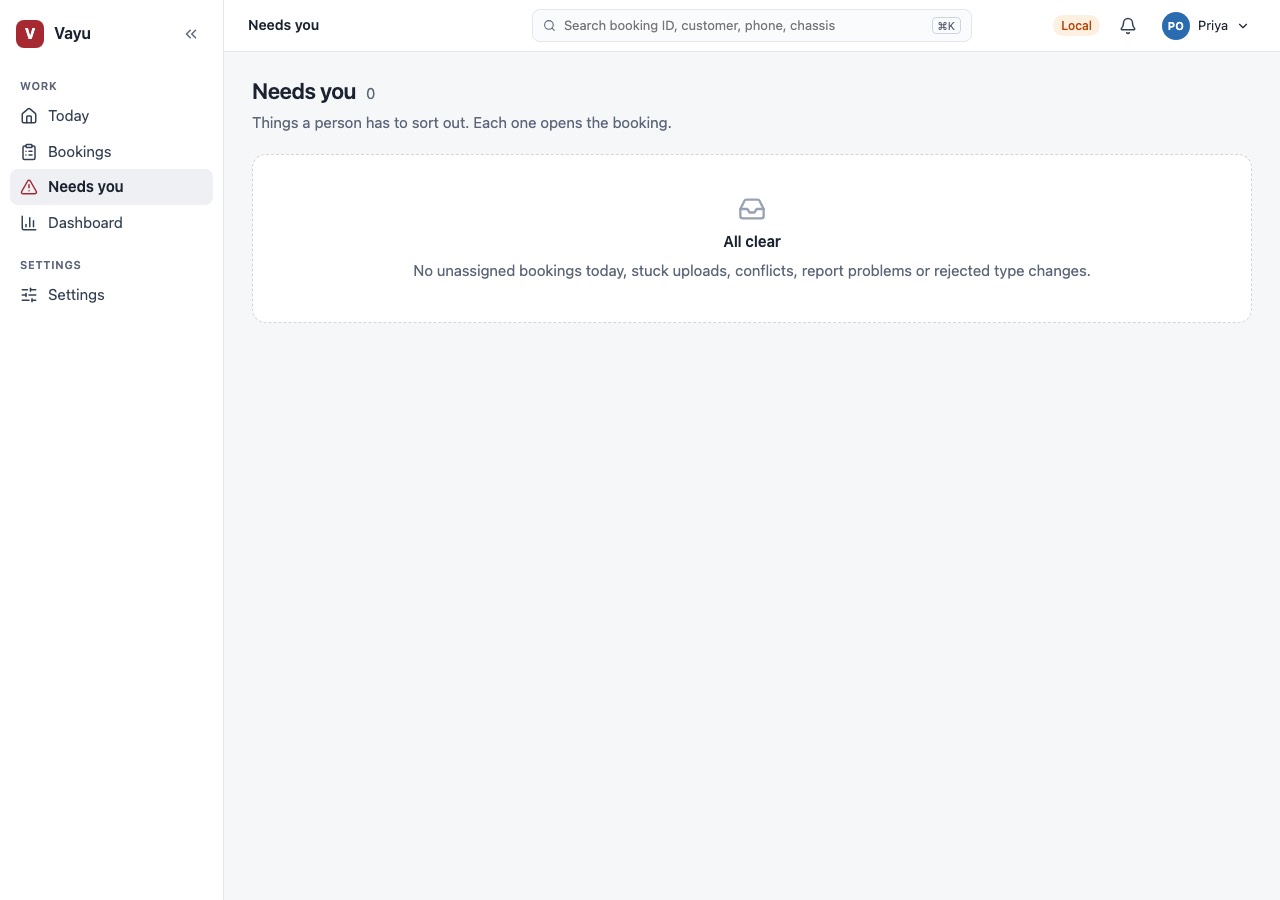 V Vayu
WORK
Today
Bookings
Needs you
Dashboard
SETTINGS
Settings
Needs you
Search booking ID, customer, phone, chassis ⌘K
Local
PO Priya
Needs you 0
Things a person has to sort out. Each one opens the booking.
All clear
No unassigned bookings today, stuck uploads, conflicts, report problems or rejected type changes.